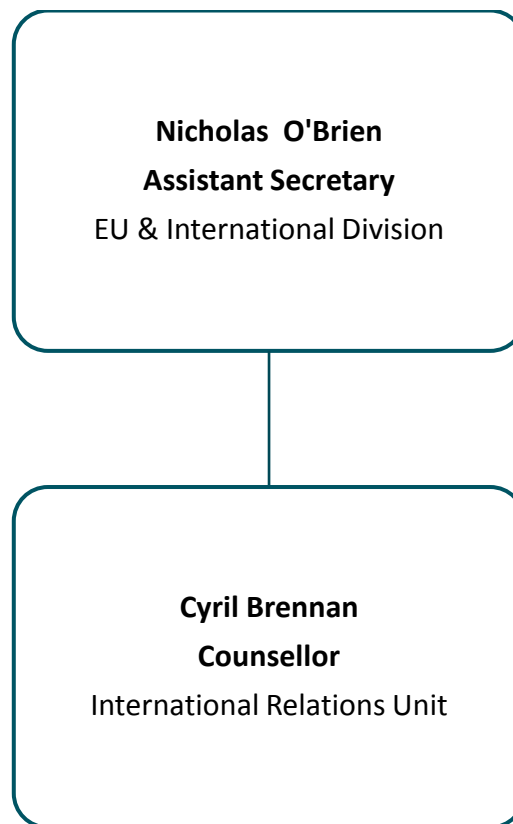 Nicholas  O'Brien
Assistant Secretary
EU & International Division
Cyril Brennan
Counsellor
International Relations Unit